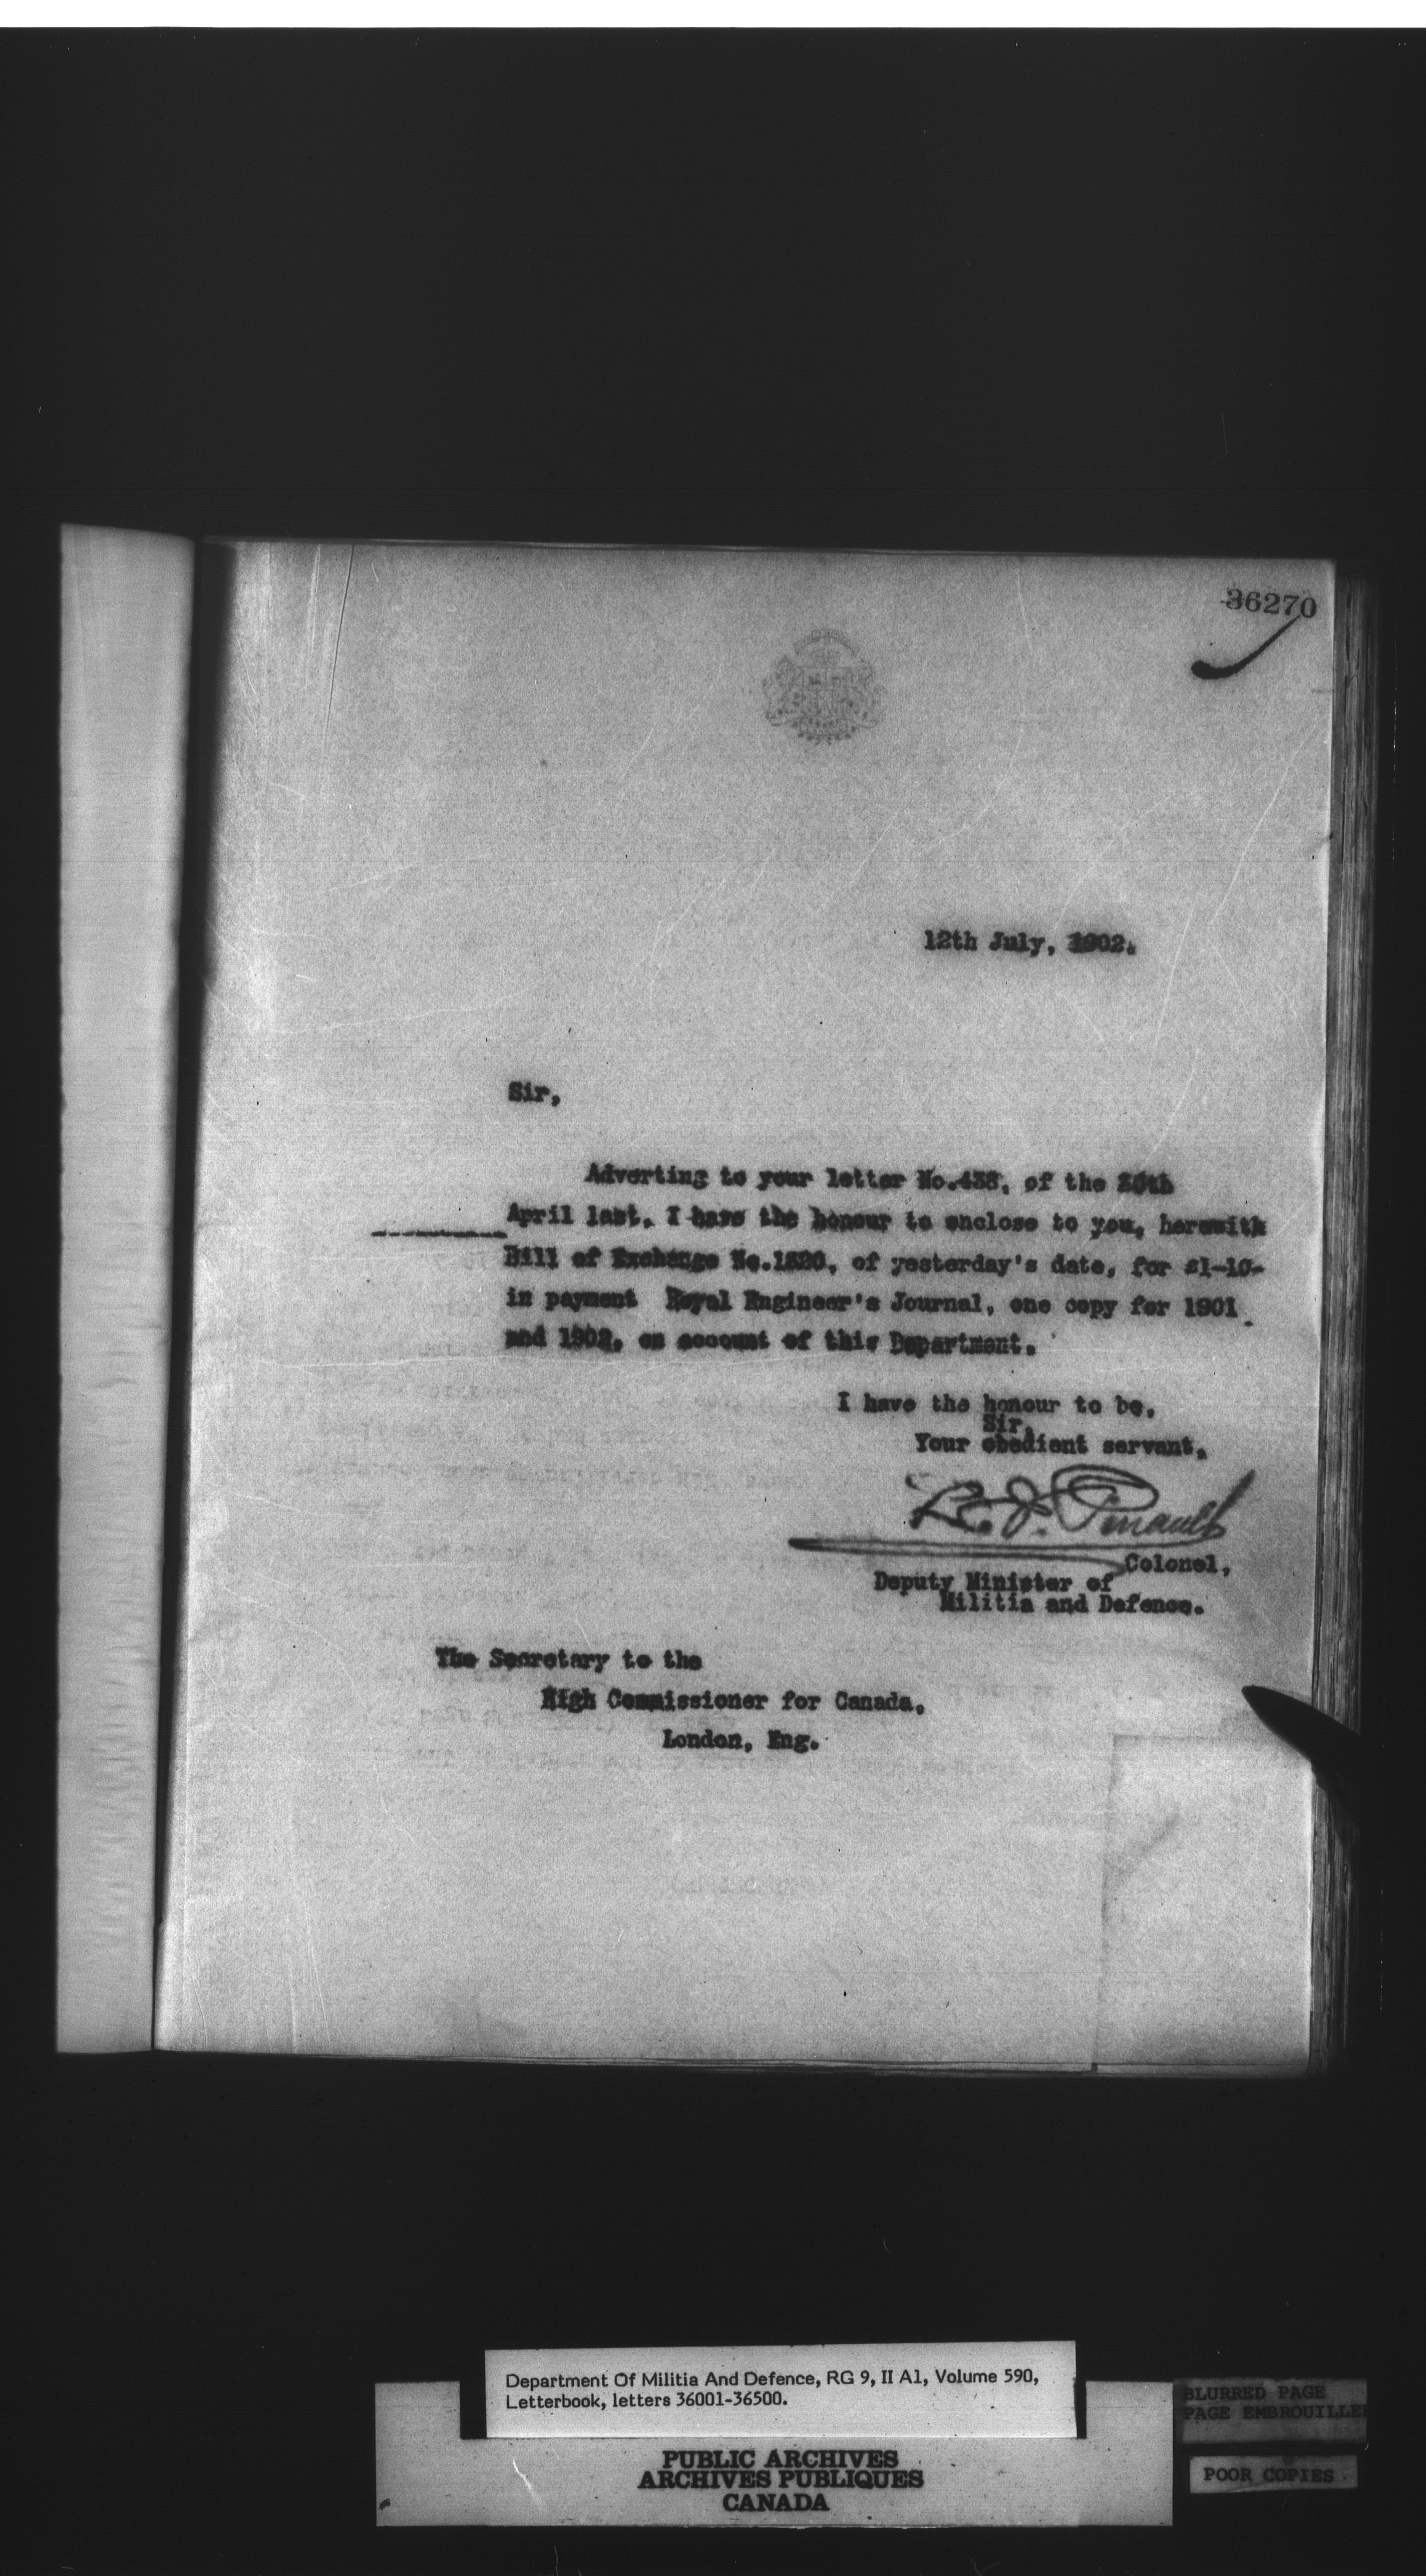 36270
12th July, 1902.
Sir,
Adverting to your letter No.438, of the 30th
April last, I have the honour to enclose to you, herewith
Bill of Exchange No. of yesterday's date, for £1-10-
in payment Royal Engineer's Journal, one copy for 1901
and 1902, on account of this Department.
I have the honour to be,
Sir,
Your obedient servant,
Pinault
Colonel,
Deputy Minister of
Militia and Defence.
The Secretary to the
High Commissioner for Canada,
London, Eng.
Department Of Militia And Defence, RG 9, II A1, Volume 590,
Letterbook, letters 36001-36500.
PUBLIC ARCHIVES
ARCHIVES PUBLIQUES
CANADA
BLURRED PAGE
PAGE EMBROUILLEE
POOR COPIES